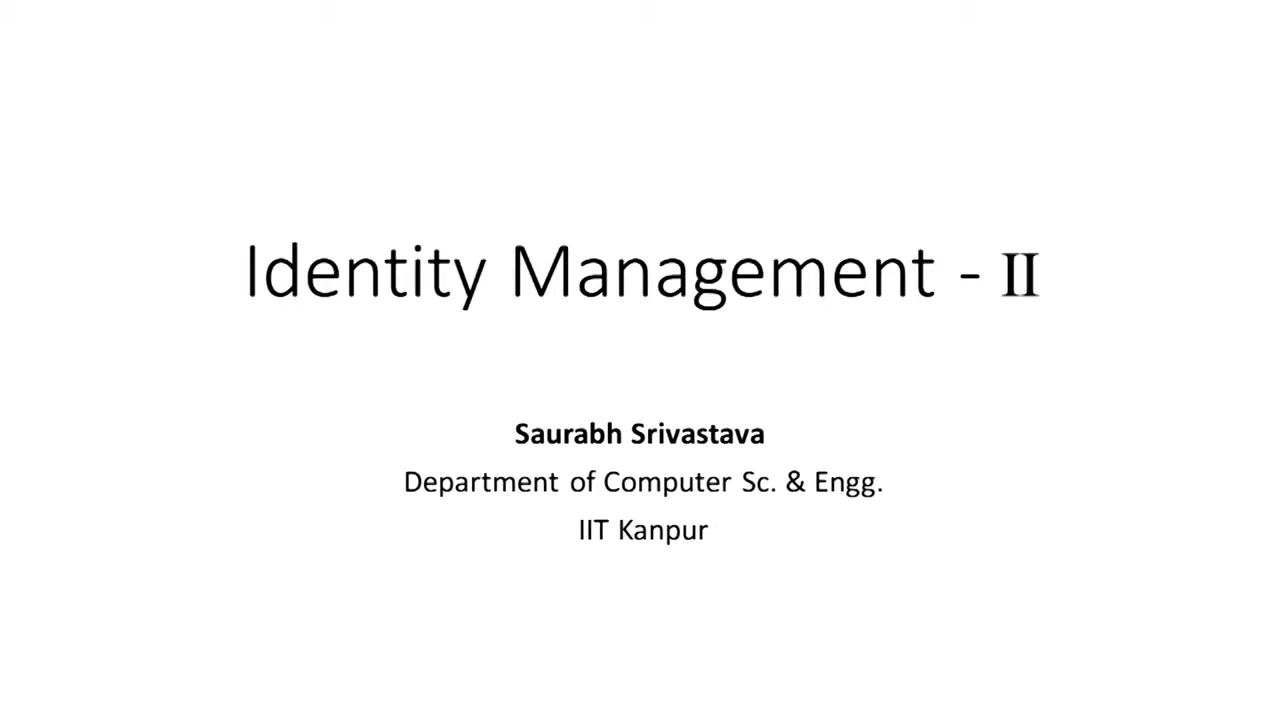 Identity Management - II
Saurabh Srivastava
Department of Computer Sc. & Engg.
IIT Kanpur